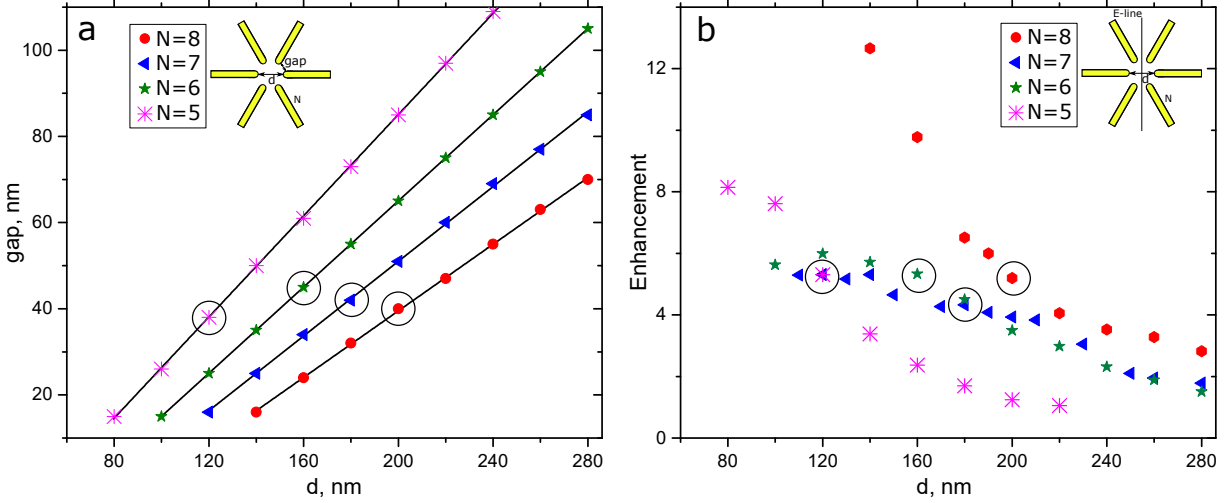 a
N=8
N=7
N=6
N=5
gap
d
N
100
80
60
40
20
gap, nm
80 120 160 200 240 280
d, nm
b
E-line
N=8
N=7
N=6
N=5
d
N
12
8
4
0
Enhancement
80 120 160 200 240 280
d, nm